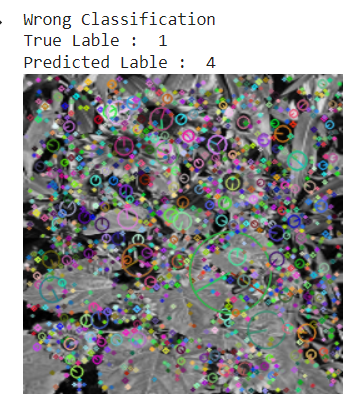 Wrong Classification
True Lable : 1
Predicted Lable : 4